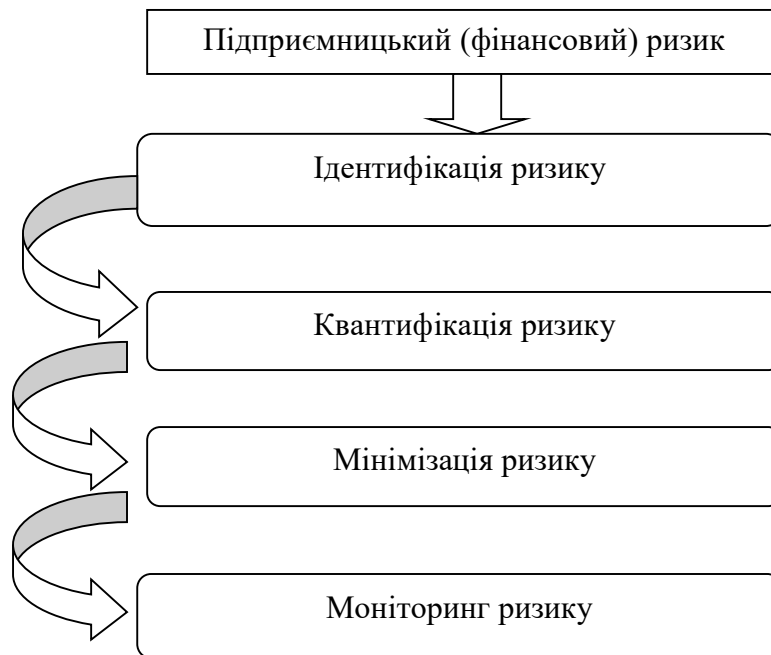 Підприємницький (фінансовий) ризик
Ідентифікація ризику
Квантифікація ризику
Мінімізація ризику
Моніторинг ризику